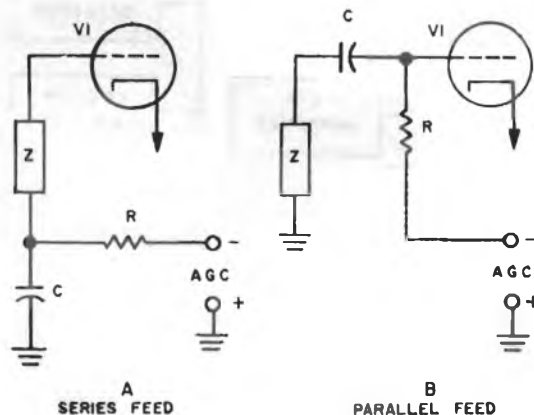 V1
Z
R
-
AGC
+
C
A
SERIES FEED
C
V1
R
Z
-
AGC
+
B
PARALLEL FEED